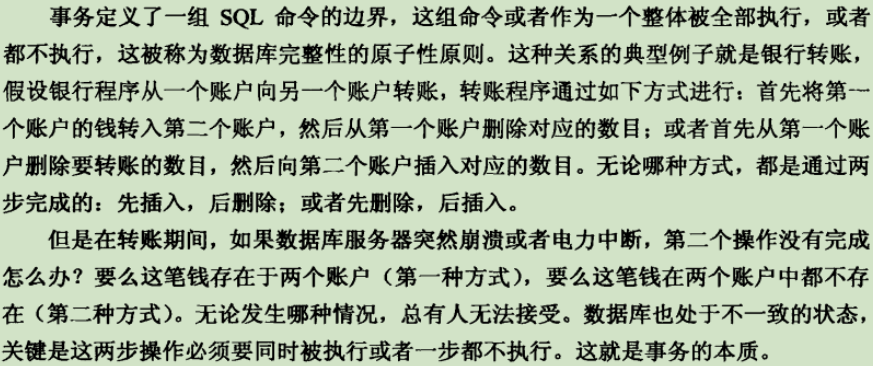 事务定义了一组 SQL 命令的边界，这组命令或者作为一个整体被全部执行，或者
都不执行，这被称为数据库完整性的原子性原则。这种关系的典型例子就是银行转账，
假设银行程序从一个账户向另一个账户转账，转账程序通过如下方式进行：首先将第一
个账户的钱转入第二个账户，然后从第一个账户删除对应的数目；或者首先从第一个账
户删除要转账的数目，然后向第二个账户插入对应的数目。无论哪种方式，都是通过两
步完成的：先插入，后删除；或者先删除，后插入。
但是在转账期间，如果数据库服务器突然崩溃或者电力中断，第二个操作没有完成
怎么办？要么这笔钱存在于两个账户（第一种方式），要么这笔钱在两个账户中都不存
在（第二种方式）。无论发生哪种情况，总有人无法接受。数据库也处于不一致的状态，
关键是这两步操作必须要同时被执行或者一步都不执行。这就是事务的本质。